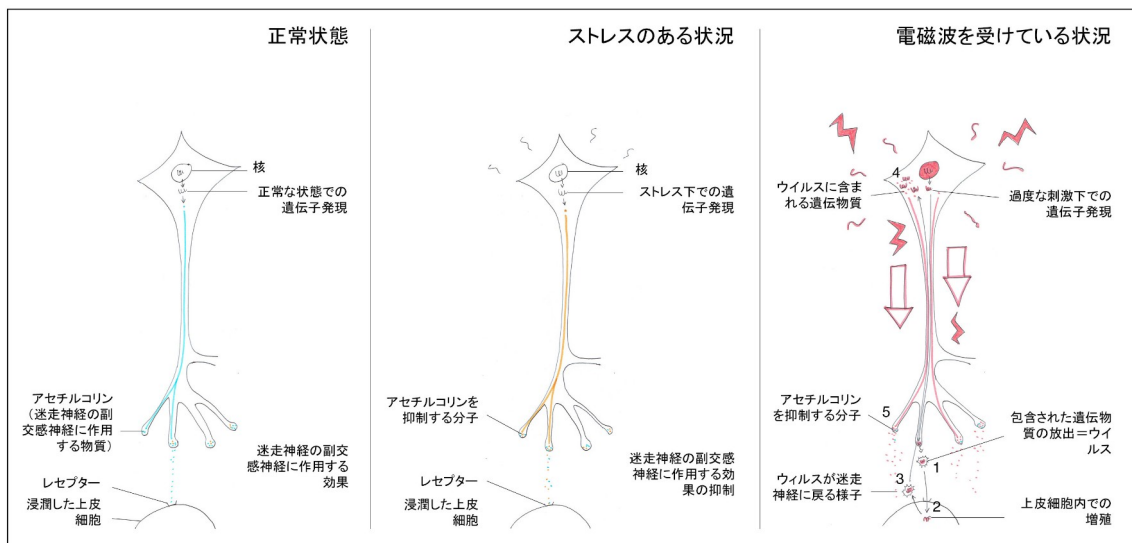 正常状態
核
正常な状態での
遺伝子発現
アセチルコリン
(迷走神経の副
交感神経に作用
する物質)
迷走神経の副交
感神経に作用する
効果
レセプター
浸潤した上皮
細胞
ストレスのある状況
核
ストレス下での遺
伝子発現
アセチルコリンを
抑制する分子
迷走神経の副交感
神経に作用する効
果の抑制
レセプター
浸潤した上皮
細胞
電磁波を受けている状況
4
ウイルスに含ま
れる遺伝物質
過度な刺激下での
遺伝子発現
アセチルコリン
を抑制する分子
5
包含された遺伝物
質の放出=ウイ
ルス
1
ウィルスが迷走
神経に戻る様子
3
2
上皮細胞内での
増殖